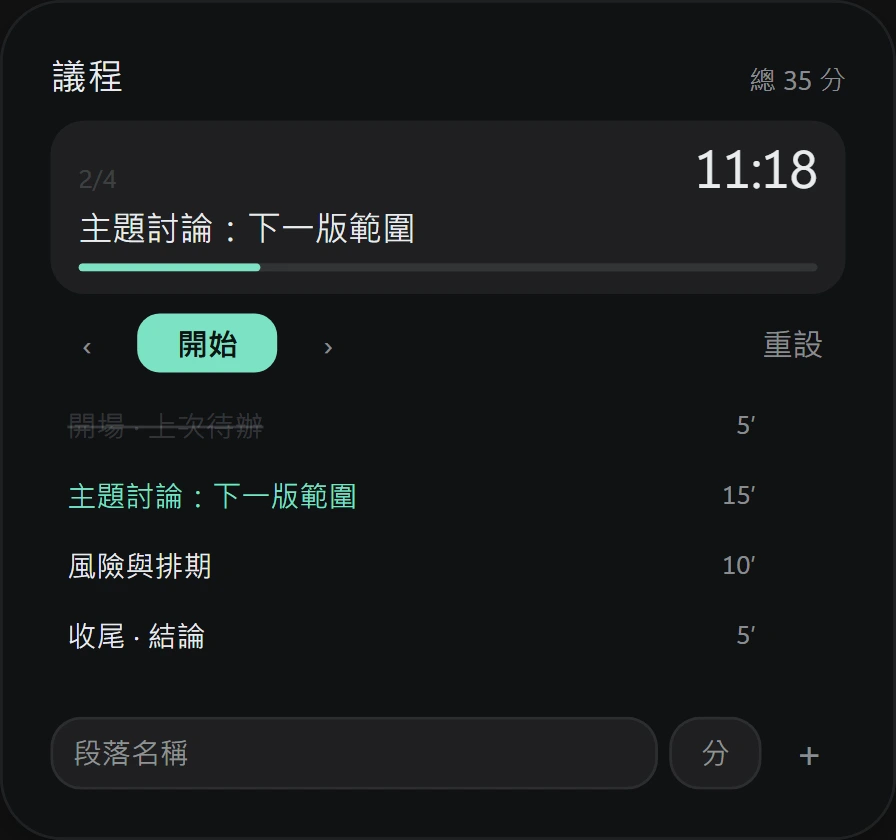 議程
總 35 分
2/4
11:18
主題討論：下一版範圍
‹ 開始 › 重設
開場 · 上次待辦 5′
主題討論：下一版範圍 15′
風險與排期 10′
收尾 · 結論 5′
段落名稱 分 +